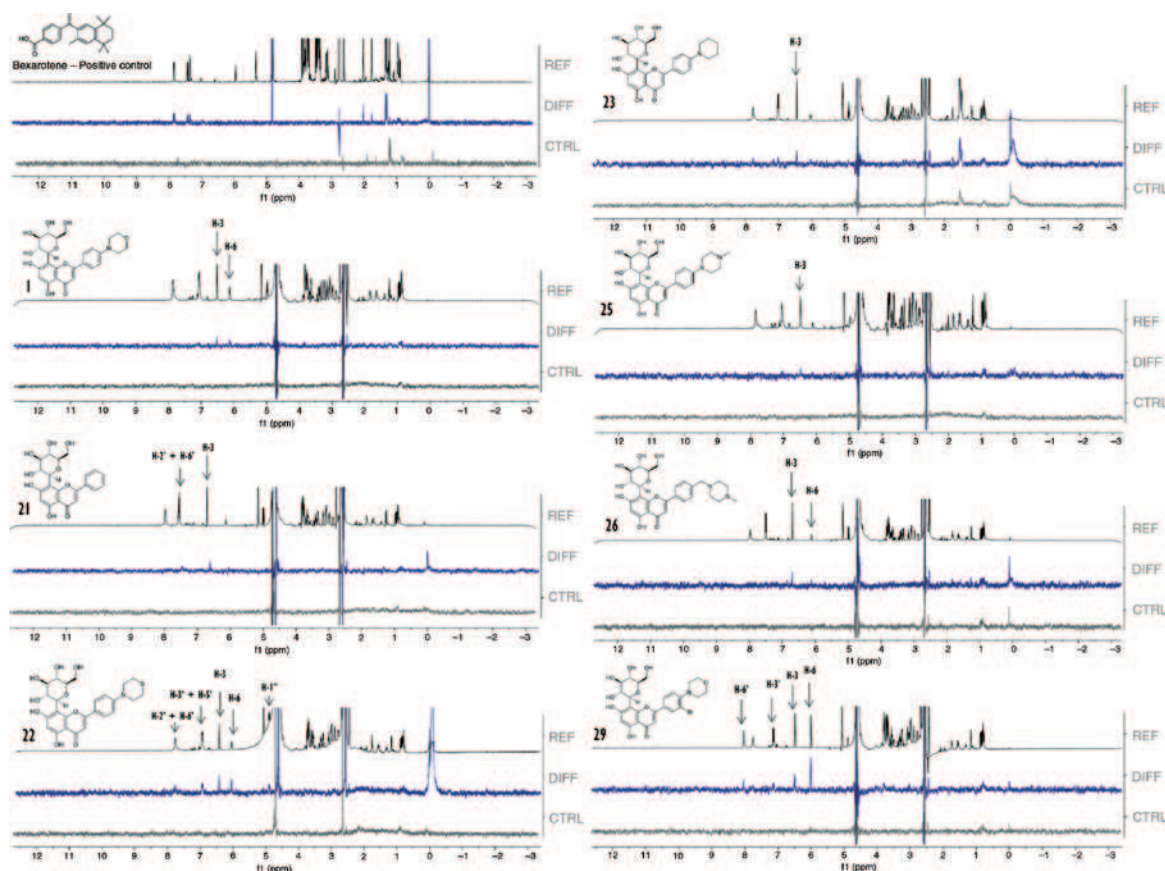 HO
O
Bexarotene – Positive control
REF
DIFF
CTRL
12 11 10 9 8 7 6 5 4 3 2 1 0 −1 −2 −3
f1 (ppm)
1
H-3
H-6
REF
DIFF
CTRL
12 11 10 9 8 7 6 5 4 3 2 1 0 −1 −2 −3
f1 (ppm)
21
H-2' + H-6'
H-3
REF
DIFF
CTRL
12 11 10 9 8 7 6 5 4 3 2 1 0 −1 −2 −3
f1 (ppm)
22
H-2' + H-6'
H-3' + H-5'
H-3
H-6
H-1''
REF
DIFF
CTRL
12 11 10 9 8 7 6 5 4 3 2 1 0 −1 −2 −3
f1 (ppm)
23
H-3
REF
DIFF
CTRL
12 11 10 9 8 7 6 5 4 3 2 1 0 −1 −2 −3
f1 (ppm)
25
H-3
REF
DIFF
CTRL
12 11 10 9 8 7 6 5 4 3 2 1 0 −1 −2 −3
f1 (ppm)
26
H-3
H-6
REF
DIFF
CTRL
12 11 10 9 8 7 6 5 4 3 2 1 0 −1 −2 −3
f1 (ppm)
29
H-6'
H-3'
H-3
H-6
REF
DIFF
CTRL
12 11 10 9 8 7 6 5 4 3 2 1 0 −1 −2 −3
f1 (ppm)